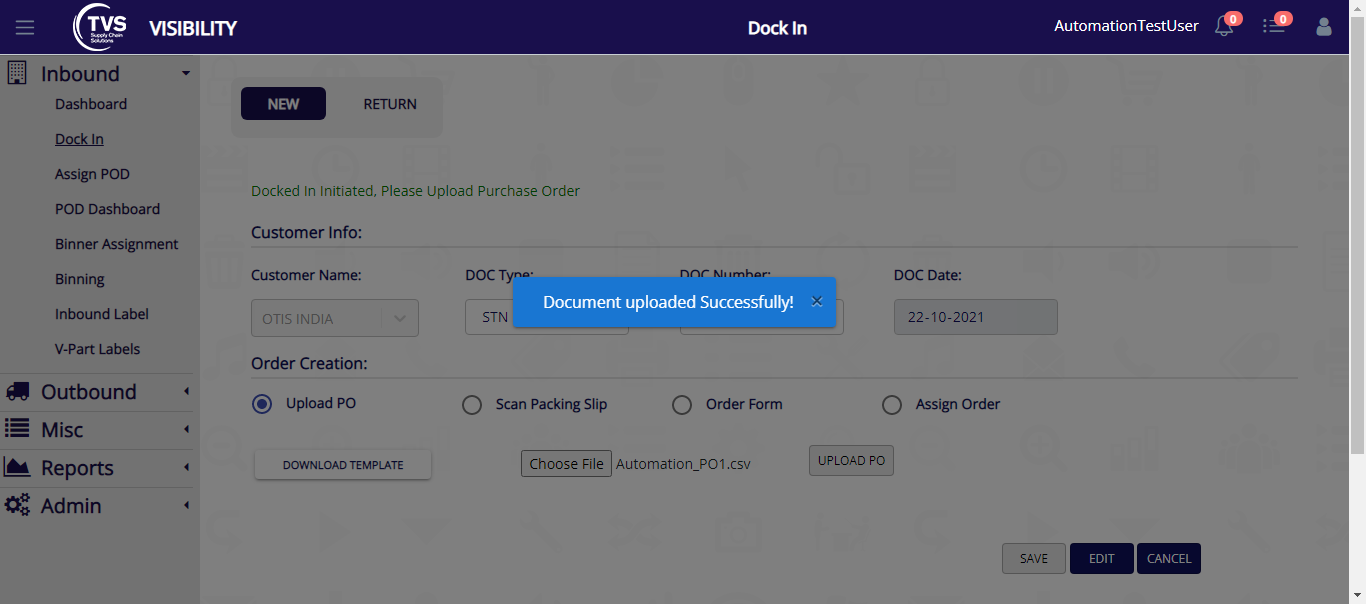 TVS
Supply Chain
Solutions
VISIBILITY
Dock In
AutomationTestUser
0
0
Inbound
Dashboard
Dock In
Assign POD
POD Dashboard
Binner Assignment
Binning
Inbound Label
V-Part Labels
Outbound
Misc
Reports
Admin
NEW
RETURN
Docked In Initiated, Please Upload Purchase Order
Customer Info:
Customer Name:
DOC Type:
DOC Number:
DOC Date:
OTIS INDIA
STN
22-10-2021
Document uploaded Successfully! ×
Order Creation:
Upload PO
Scan Packing Slip
Order Form
Assign Order
DOWNLOAD TEMPLATE
Choose File Automation_PO1.csv
UPLOAD PO
SAVE
EDIT
CANCEL